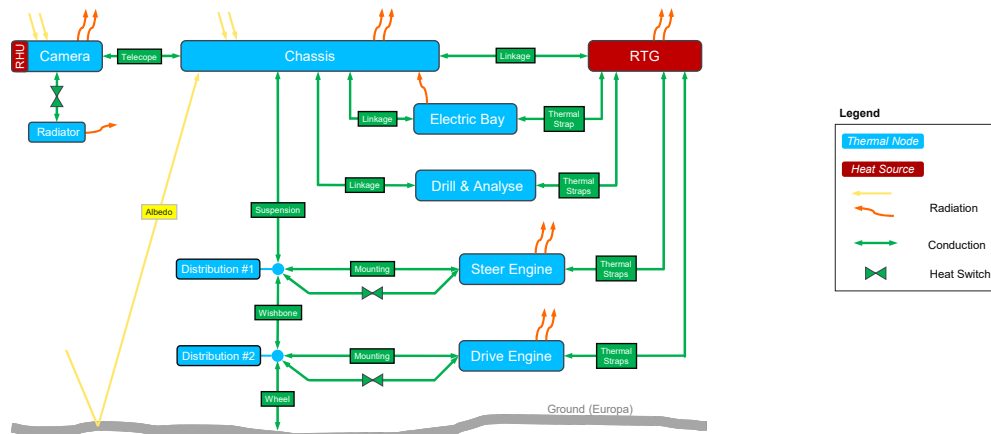 RHU
Camera
Telecope
Chassis
Linkage
RTG
Radiator
Linkage
Electric Bay
Thermal
Strap
Linkage
Drill & Analyse
Thermal
Straps
Albedo
Suspension
Distribution #1
Mounting
Steer Engine
Thermal
Straps
Wishbone
Distribution #2
Mounting
Drive Engine
Thermal
Straps
Wheel
Ground (Europa)
Legend
Thermal Node
Heat Source
Radiation
Conduction
Heat Switch